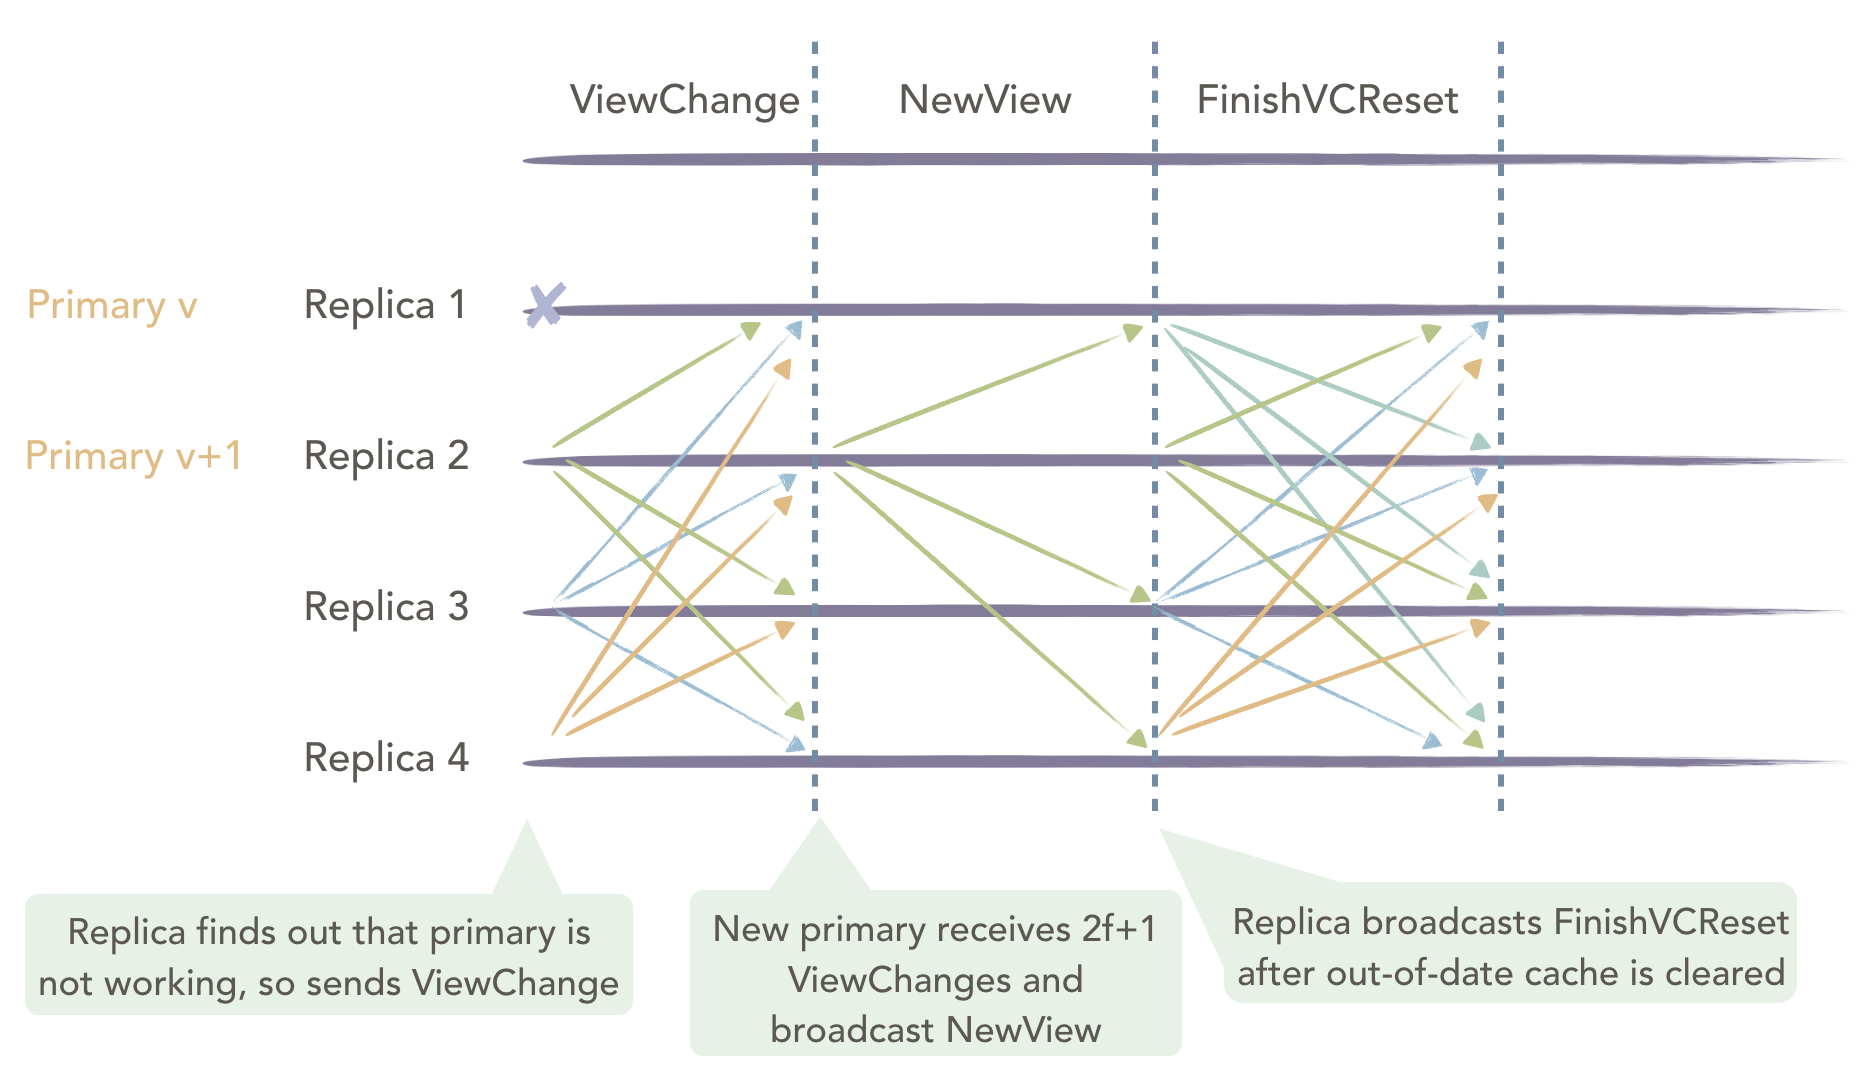 ViewChange
NewView
FinishVCReset
Primary v
Replica 1
Primary v+1
Replica 2
Replica 3
Replica 4
Replica finds out that primary is
not working, so sends ViewChange
New primary receives 2f+1
ViewChanges and
broadcast NewView
Replica broadcasts FinishVCReset
after out-of-date cache is cleared